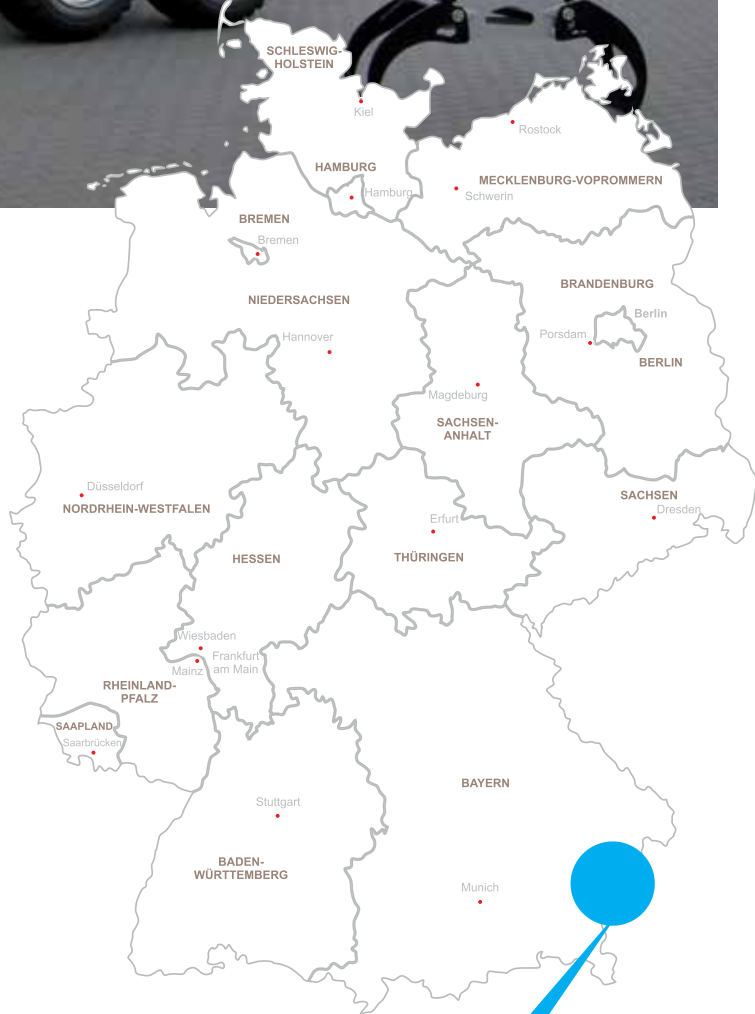 SCHLESWIG-
HOLSTEIN
Kiel
Rostock
HAMBURG
Hamburg
MECKLENBURG-VOPROMMERN
Schwerin
BREMEN
Bremen
BRANDENBURG
NIEDERSACHSEN
Berlin
Hannover
Porsdam
BERLIN
Magdeburg
SACHSEN-
ANHALT
Düsseldorf
NORDRHEIN-WESTFALEN
SACHSEN
Dresden
Erfurt
HESSEN
THÜRINGEN
Wiesbaden
Frankfurt
am Main
Mainz
RHEINLAND-
PFALZ
SAAPLAND
Saarbrücken
BAYERN
Stuttgart
BADEN-
WÜRTTEMBERG
Munich